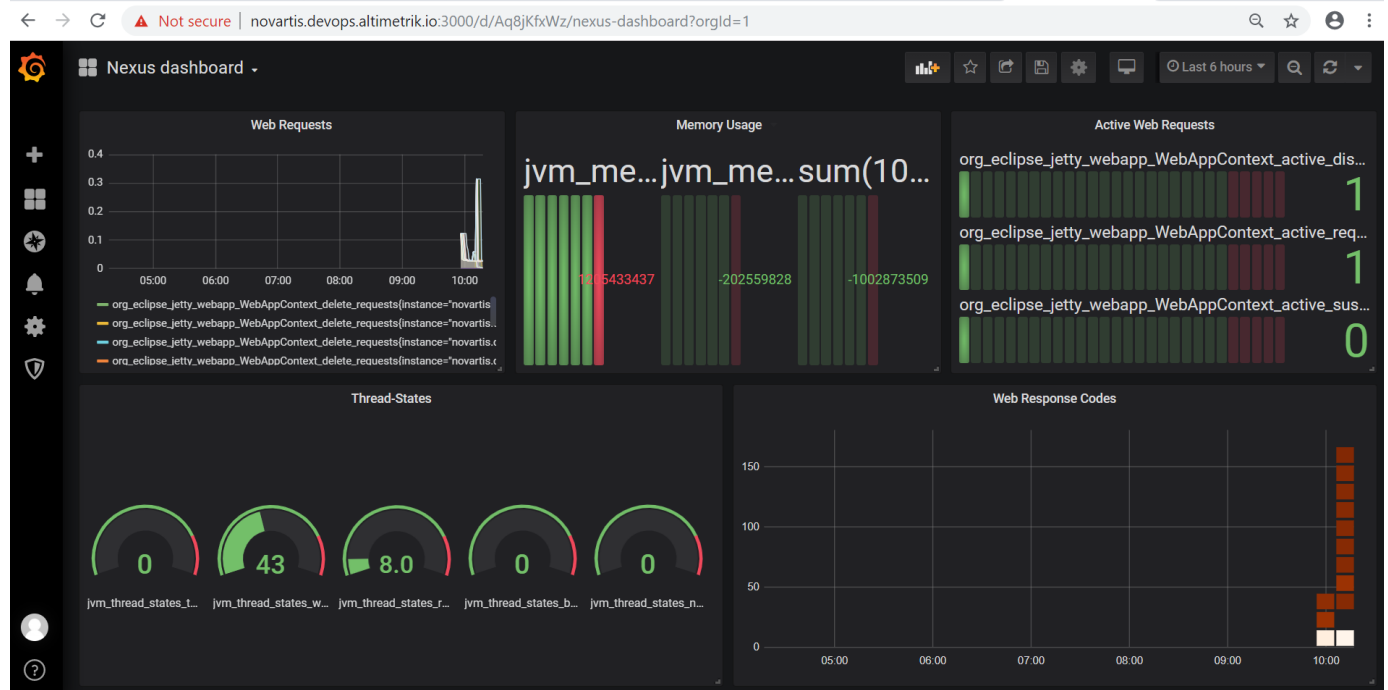 Not secure | novartis.devops.altimetrik.io:3000/d/Aq8jKfxWz/nexus-dashboard?orgId=1
Nexus dashboard
Last 6 hours
Web Requests
0.4
0.3
0.2
0.1
0
05:00 06:00 07:00 08:00 09:00 10:00
org_eclipse_jetty_webapp_WebAppContext_delete_requests{instance="novartis
org_eclipse_jetty_webapp_WebAppContext_delete_requests{instance="novartis.
org_eclipse_jetty_webapp_WebAppContext_delete_requests{instance="novartis.c
org_eclipse_jetty_webapp_WebAppContext_delete_requests{instance="novartis.
Memory Usage
jvm_me... jvm_me... sum(10...
-202559828 -1002873509
Active Web Requests
org_eclipse_jetty_webapp_WebAppContext_active_dis...
1
org_eclipse_jetty_webapp_WebAppContext_active_req...
1
org_eclipse_jetty_webapp_WebAppContext_active_sus...
0
Thread-States
0 43 8.0 0 0
jvm_thread_states_t... jvm_thread_states_w... jvm_thread_states_r... jvm_thread_states_b... jvm_thread_states_n...
Web Response Codes
150
100
50
0
05:00 06:00 07:00 08:00 09:00 10:00